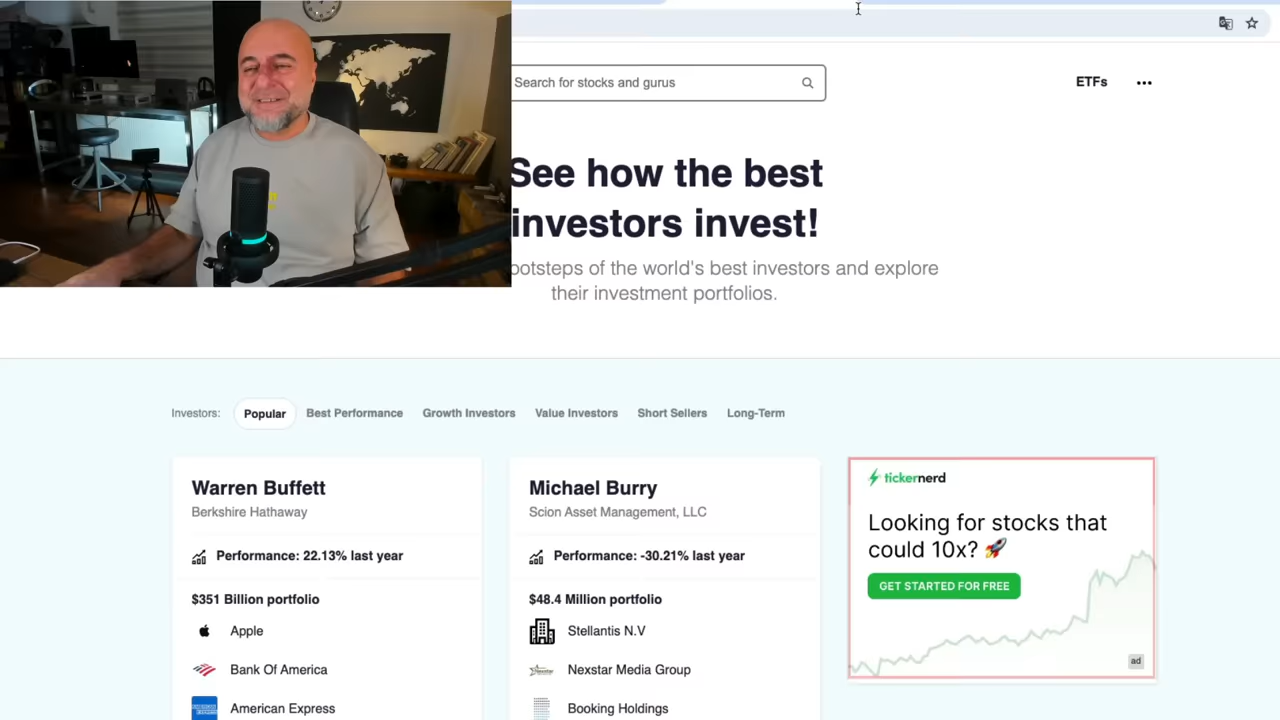 Search for stocks and gurus
ETFs
See how the best
investors invest!
ootsteps of the world's best investors and explore
their investment portfolios.
Investors:
Popular
Best Performance
Growth Investors
Value Investors
Short Sellers
Long-Term
Warren Buffett
Berkshire Hathaway
Performance: 22.13% last year
$351 Billion portfolio
Apple
Bank Of America
American Express
Michael Burry
Scion Asset Management, LLC
Performance: -30.21% last year
$48.4 Million portfolio
Stellantis N.V
Nexstar Media Group
Booking Holdings
tickernerd
Looking for stocks that
could 10x? 🚀
GET STARTED FOR FREE
ad